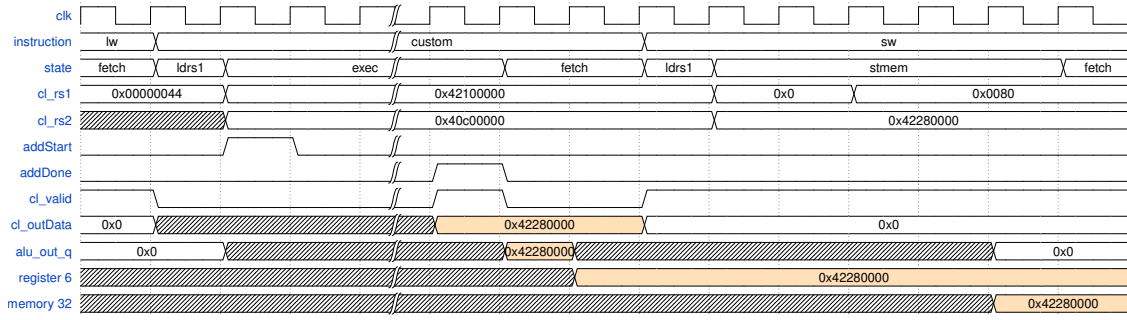 clk
instruction lw custom sw
state fetch ldrs1 exec fetch ldrs1 stmem fetch
cl_rs1 0x00000044 0x42100000 0x0 0x0080
cl_rs2 0x40c00000 0x42280000
addStart
addDone
cl_valid
cl_outData 0x0 0x42280000 0x0
alu_out_q 0x0 0x42280000 0x0
register 6 0x42280000
memory 32 0x42280000